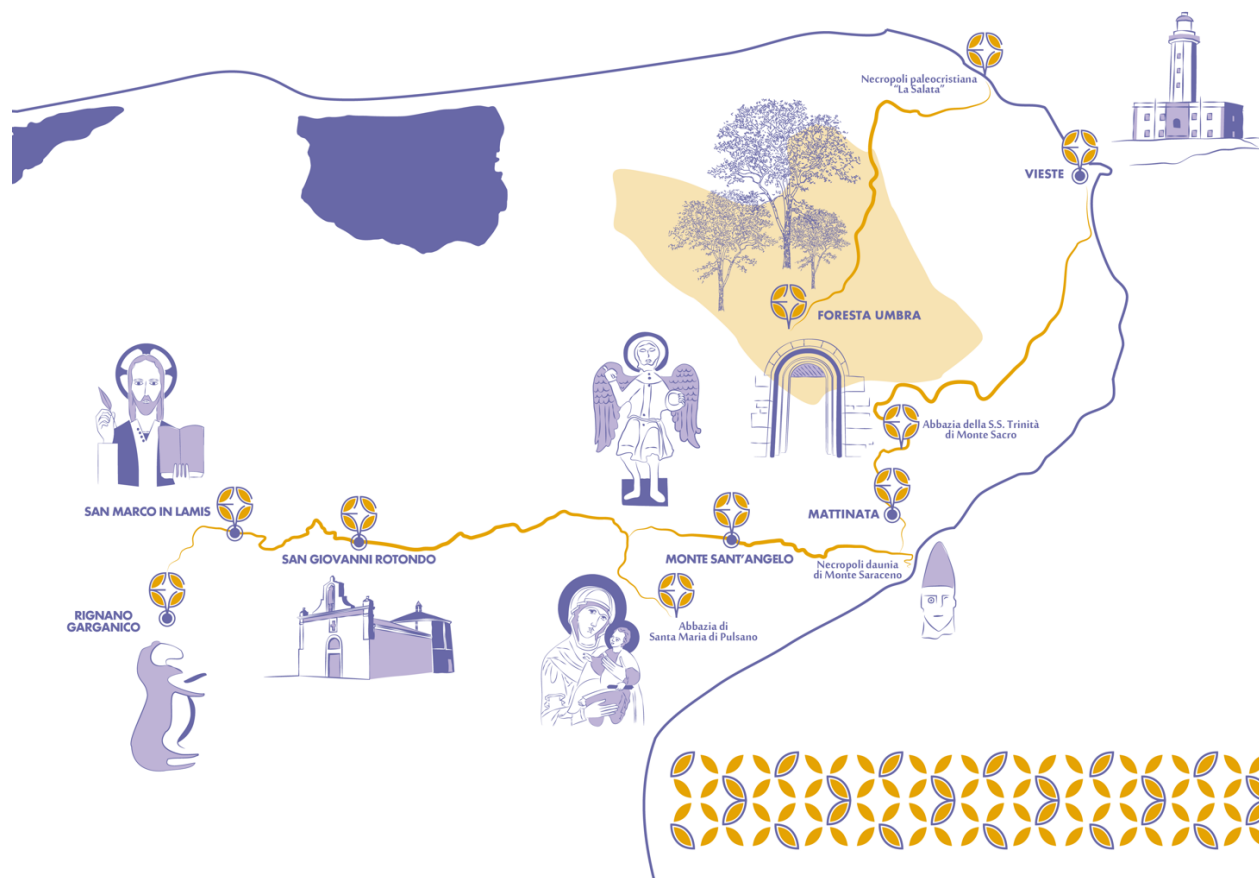 Necropoli paleocristiana
"La Salata"
VIESTE
FORESTA UMBRA
Abbazia della S.S. Trinità
di Monte Sacro
SAN MARCO IN LAMIS
MATTINATA
SAN GIOVANNI ROTONDO
MONTE SANT'ANGELO
Necropoli daunia
di Monte Saraceno
RIGNANO
GARGANICO
Abbazia di
Santa Maria di Pulsano